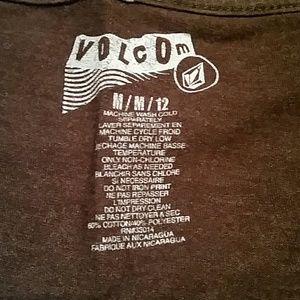 VOLCOM
M/M/12
MACHINE WASH COLD
SEPARATELY
LAVER SEPAREMENT EN
MACHINE CYCLE FROID
TUMBLE DRY LOW
SECHAGE MACHINE BASSE
TEMPERATURE
ONLY NON-CHLORINE
BLEACH AS NEEDED
BLANCHIR SANS CHLORE
SI NECESSAIRE
DO NOT IRON PRINT
NE PAS REPASSER
L'IMPRESSION
DO NOT DRY CLEAN
NE PAS NETTOYER A SEC
60% COTTON/40% POLYESTER
RN#93014
MADE IN NICARAGUA
FABRIQUE AUX NICARAGUA